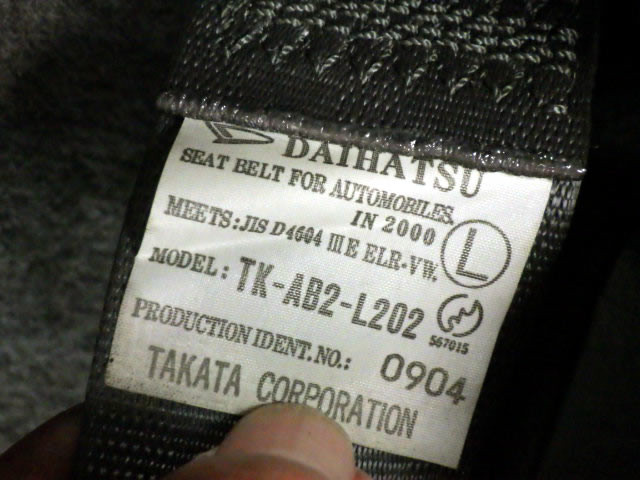 DAIHATSU
SEAT BELT FOR AUTOMOBILES.
IN 2000
MEETS:JIS D4604 III E ELR-VW.
L
MODEL: TK-AB2-L202
567015
PRODUCTION IDENT.NO.: 0904
TAKATA CORPORATION